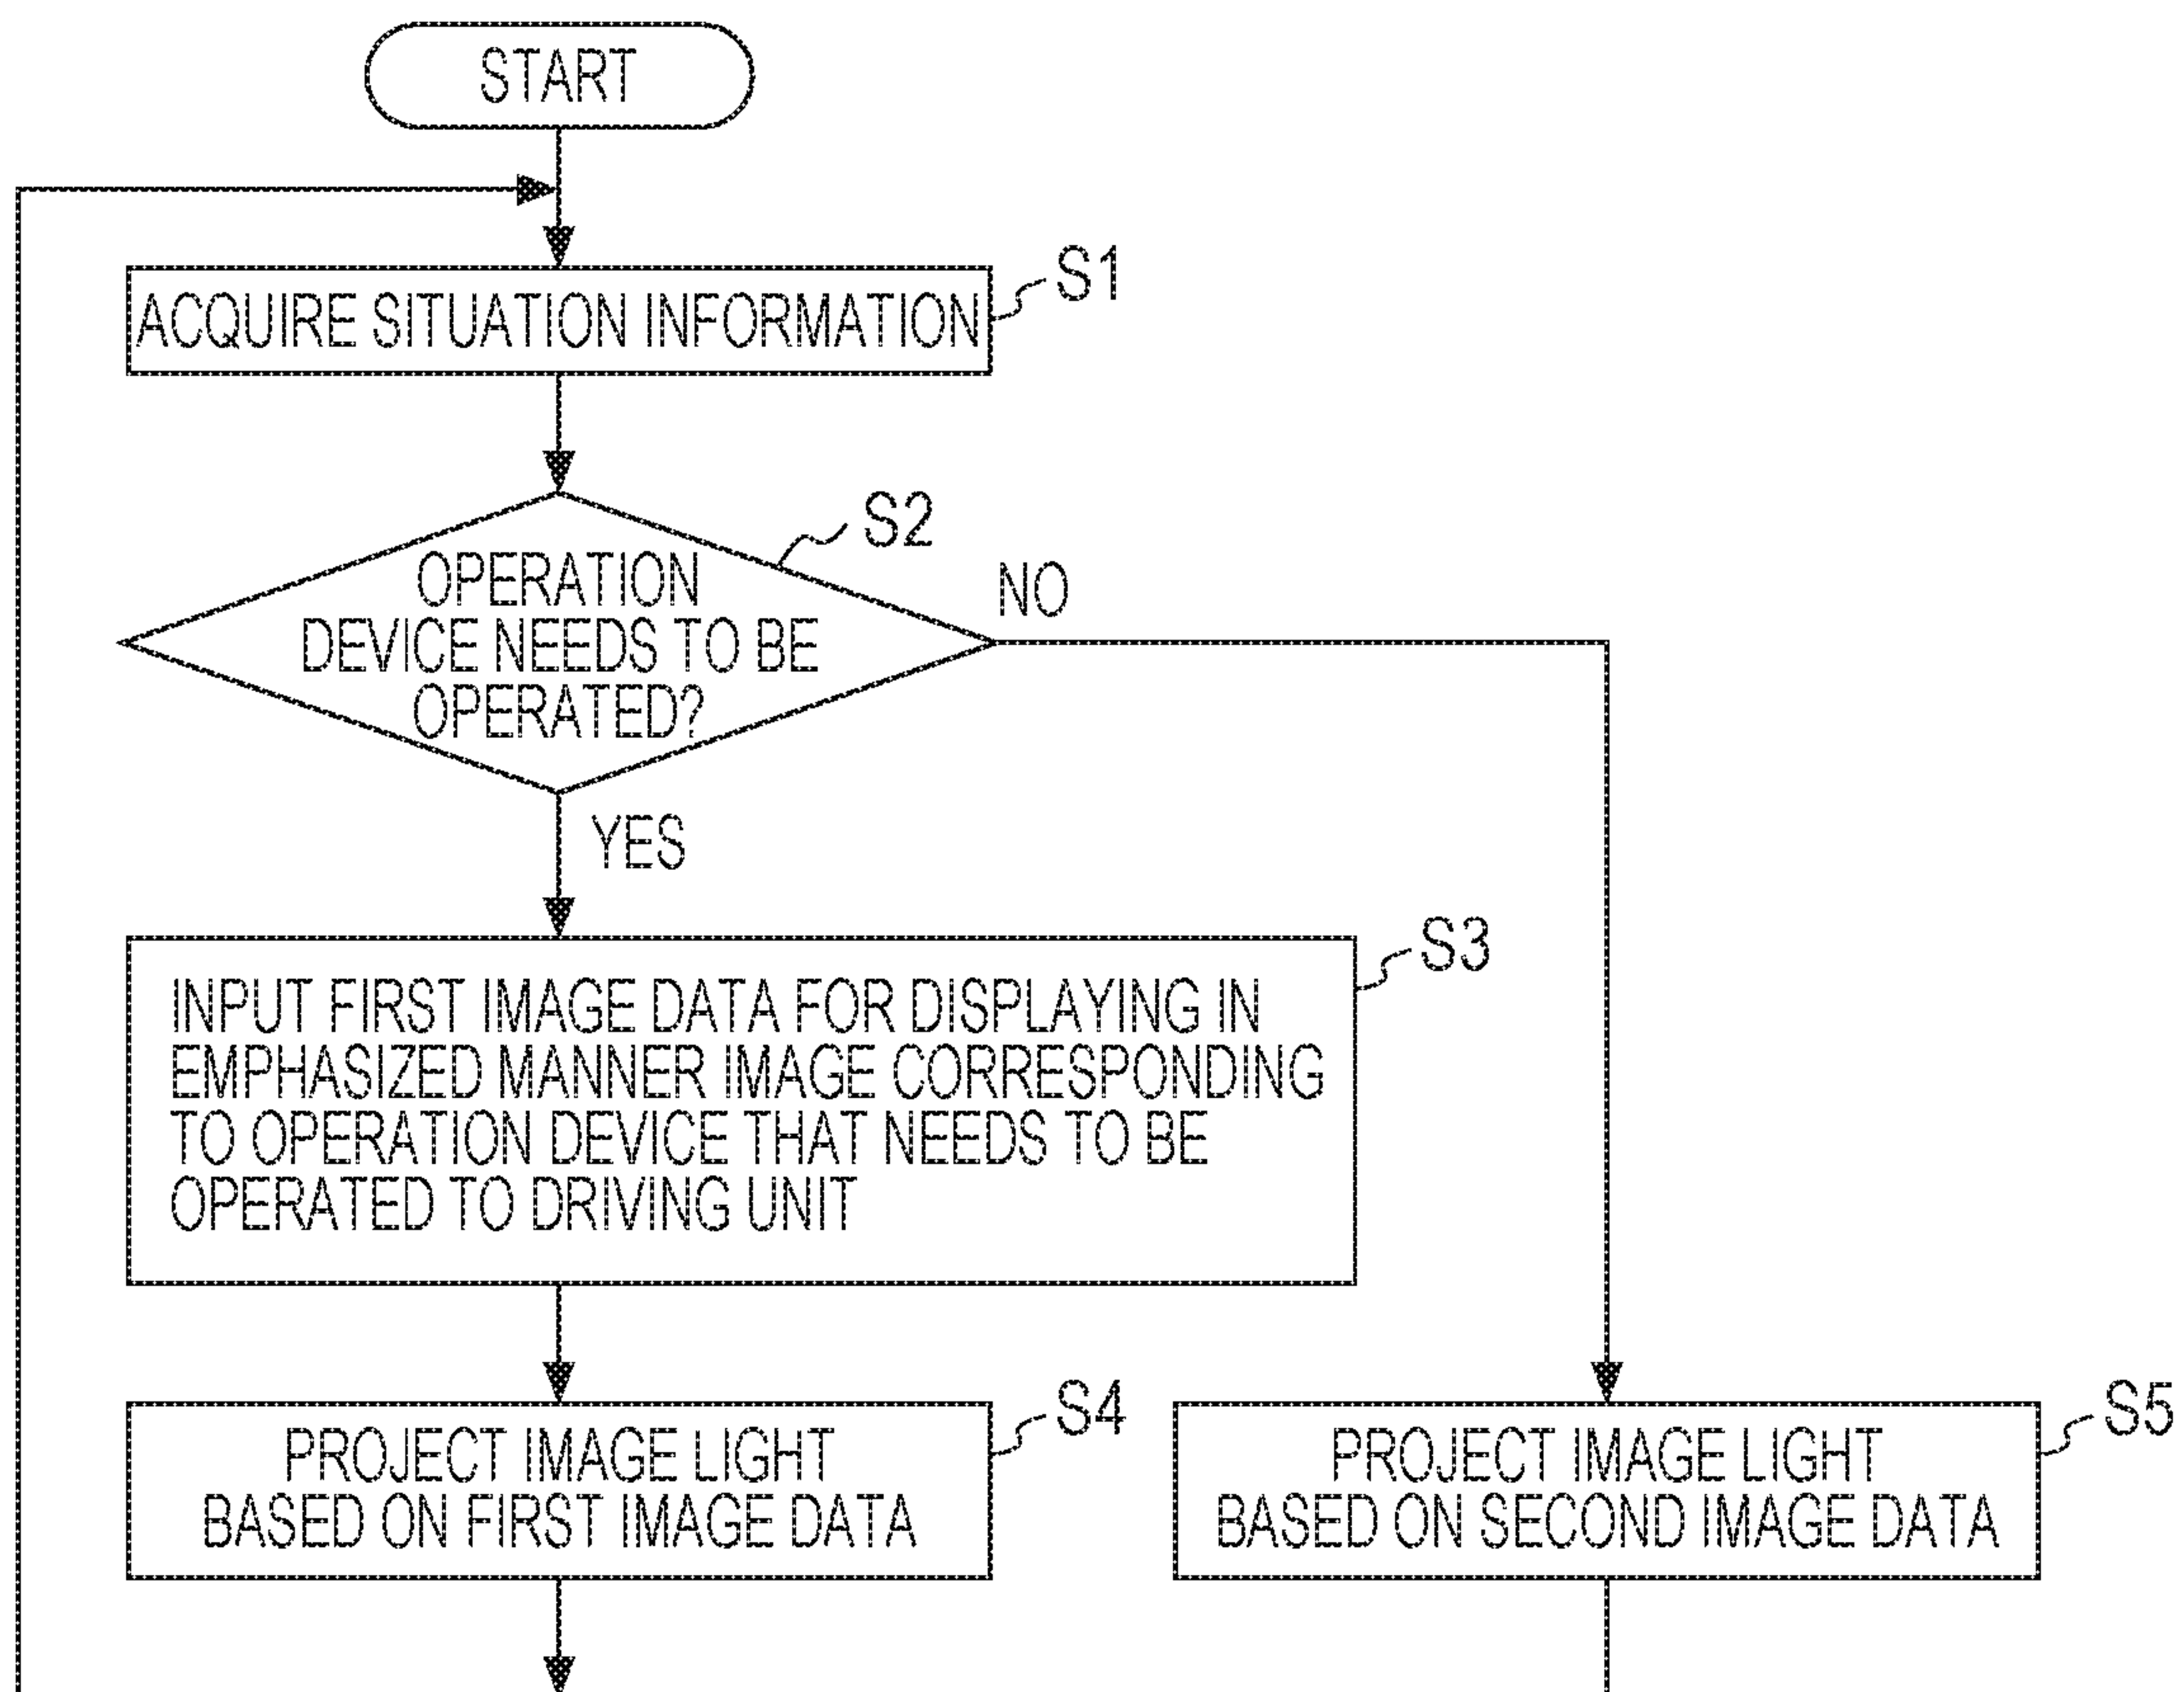 START
ACQUIRE SITUATION INFORMATION
S1
S2
OPERATION
DEVICE NEEDS TO BE
OPERATED?
NO
YES
S3
INPUT FIRST IMAGE DATA FOR DISPLAYING IN
EMPHASIZED MANNER IMAGE CORRESPONDING
TO OPERATION DEVICE THAT NEEDS TO BE
OPERATED TO DRIVING UNIT
S4
PROJECT IMAGE LIGHT
BASED ON FIRST IMAGE DATA
S5
PROJECT IMAGE LIGHT
BASED ON SECOND IMAGE DATA